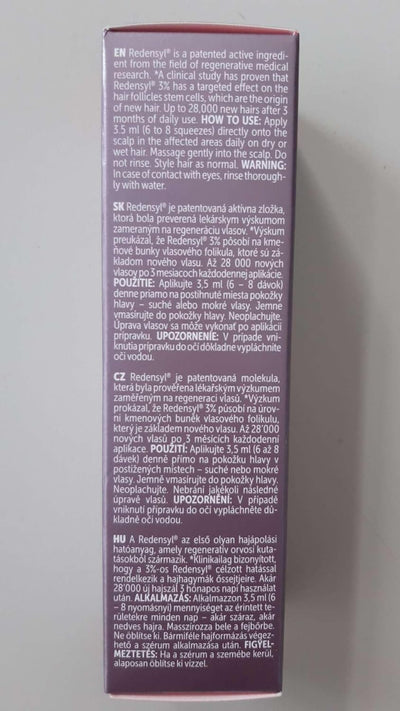 EN Redensyl® is a patented active ingredi-
ent from the field of regenerative medical
research. *A clinical study has proven that
Redensyl® 3% has a targeted effect on the
hair follicles stem cells, which are the origin
of new hair. Up to 28,000 new hairs after 3
months of daily use. HOW TO USE: Apply
3.5 ml (6 to 8 squeezes) directly onto the
scalp in the affected areas daily on dry or
wet hair. Massage gently into the scalp. Do
not rinse. Style hair as normal. WARNING:
In case of contact with eyes, rinse thorough-
ly with water.
SK Redensyl® je patentovaná aktívna zložka,
ktorá bola preverená lekárskym výskumom
zameraným na regeneráciu vlasov. *Výskum
preukázal, že Redensyl® 3% pôsobí na kme-
ňové bunky vlasového folikula, ktoré sú zá-
kladom nového vlasu. Až 28 000 nových
vlasov po 3 mesiacoch každodennej aplikácie.
POUŽITIE: Aplikujte 3,5 ml (6 – 8 dávok)
denne priamo na postihnuté miesta pokožky
hlavy – suché alebo mokré vlasy. Jemne
vmasírujte do pokožky hlavy. Neoplachujte.
Úprava vlasov sa môže vykonať po aplikácii
prípravku. UPOZORNENIE: V prípade vni-
knutia prípravku do očí dôkladne vypláchnite
oči vodou.
CZ Redensyl® je patentovaná molekula,
která byla prověřena lékařským výzkumem
zaměřeným na regeneraci vlasů. *Výzkum
prokázal, že Redensyl® 3% působí na úrov-
ni kmenových buněk vlasového folikulu,
který je základem nového vlasu. Až 28'000
nových vlasů po 3 měsících každodenní
aplikace. POUŽITÍ: Aplikujte 3,5 ml (6 až 8
dávek) denně přímo na pokožku hlavy v
postižených místech – suché nebo mokré
vlasy. Jemně vmasírujte do pokožky hlavy.
Neoplachujte. Nebrání jakékoli následné
úpravě vlasů. UPOZORNĚNÍ: V případě
vniknutí přípravku do očí vypláchněte dů-
kladně oči vodou.
HU A Redensyl® az első olyan hajápolási
hatóanyag, amely regeneratív orvosi kuta-
tásokból származik. *Klinikailag bizonyított,
hogy a 3%-os Redensyl® célzott hatással
rendelkezik a hajhagymák őssejtjeire. Akár
28'000 új hajszál 3 hónapos napi használat
után. ALKALMAZÁS: Alkalmazzon 3,5 ml (6
– 8 nyomásnyi) mennyiséget az érintett te-
rületekre minden nap – akár száraz, akár
nedves hajra. Masszírozza bele a fejbőrbe.
Ne öblítse ki. Bármiféle hajformázás végez-
hető a szérum alkalmazása után. FIGYEL-
MEZTETÉS: Ha a szérum a szemébe kerül,
alaposan öblítse ki vízzel.